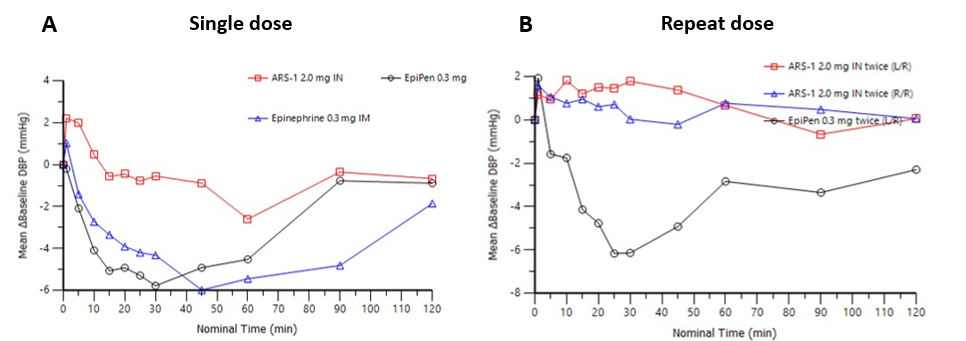 A
Single dose
B
Repeat dose
ARS-1 2.0 mg IN
EpiPen 0.3 mg
Epinephrine 0.3 mg IM
Mean ΔBaseline DBP (mmHg)
4
2
0
-2
-4
-6
0 10 20 30 40 50 60 70 80 90 100 110 120
Nominal Time (min)
ARS-1 2.0 mg IN twice (L/R)
ARS-1 2.0 mg IN twice (R/R)
EpiPen 0.3 mg twice (L/R)
Mean ΔBaseline DBP (mmHg)
2
0
-2
-4
-6
-8
0 10 20 30 40 50 60 70 80 90 100 110 120
Nominal Time (min)